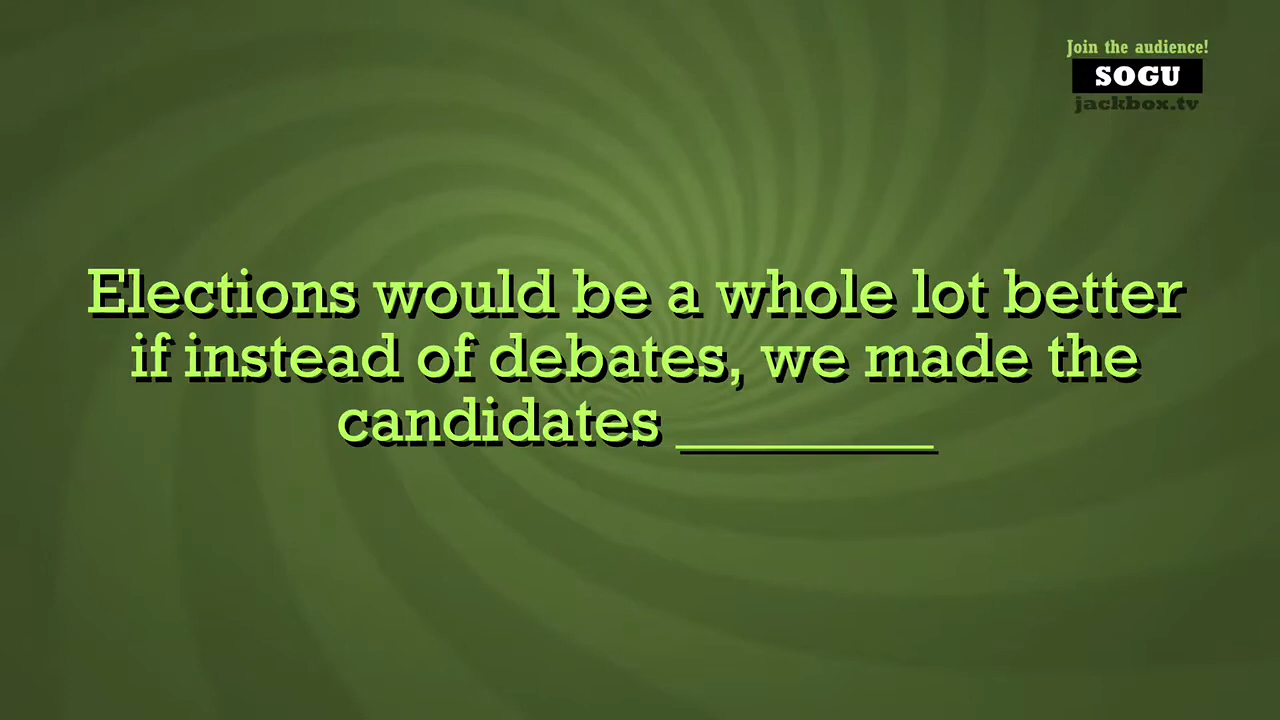 Join the audience!
SOGU
jackbox.tv
Elections would be a whole lot better
if instead of debates, we made the
candidates ________